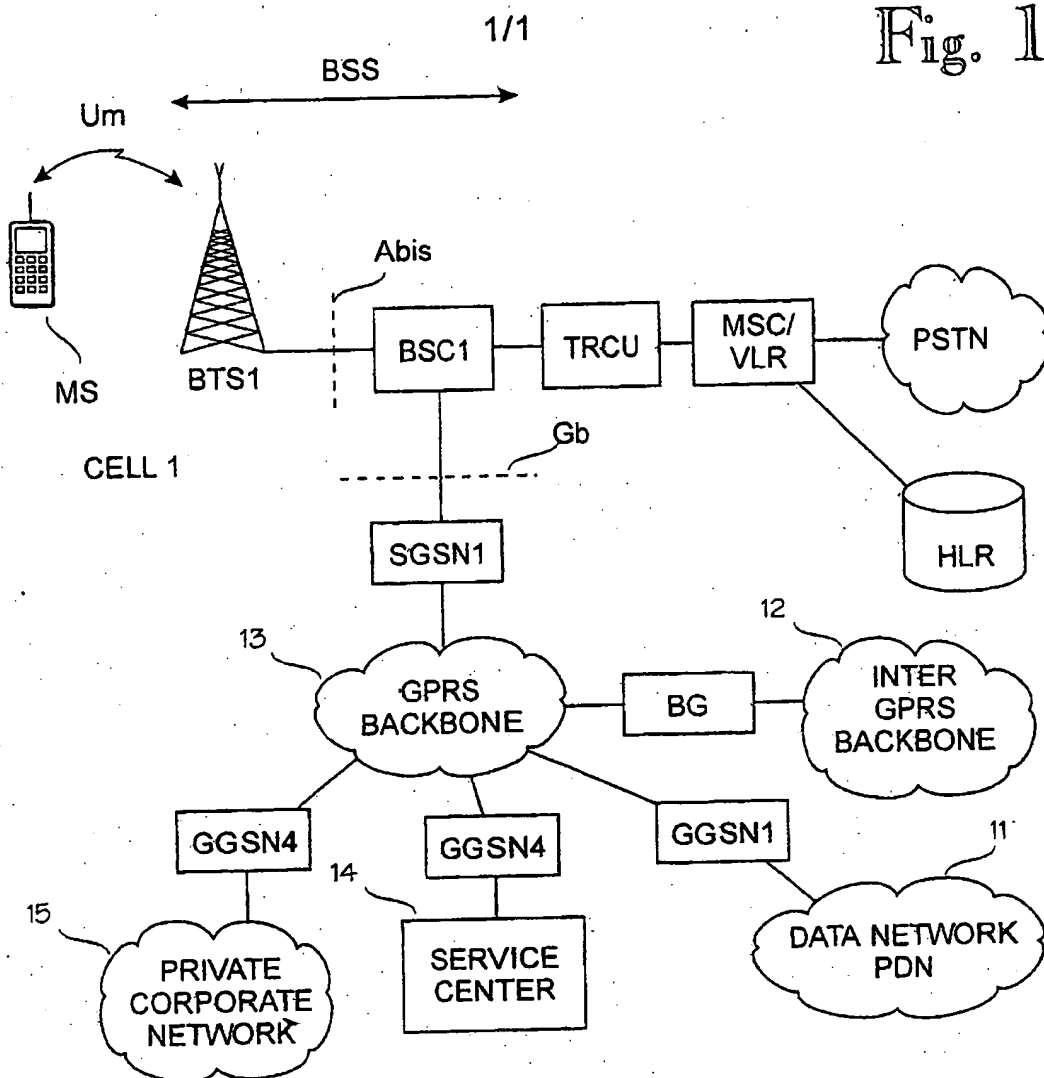 1/1
Fig. 1
BSS
Um
Abis
MS
BTS1
BSC1
TRCU
MSC/
VLR
PSTN
CELL 1
Gb
HLR
SGSN1
13
GPRS
BACKBONE
BG
12
INTER
GPRS
BACKBONE
GGSN4
GGSN4
GGSN1
11
15
PRIVATE
CORPORATE
NETWORK
14
SERVICE
CENTER
DATA NETWORK
PDN